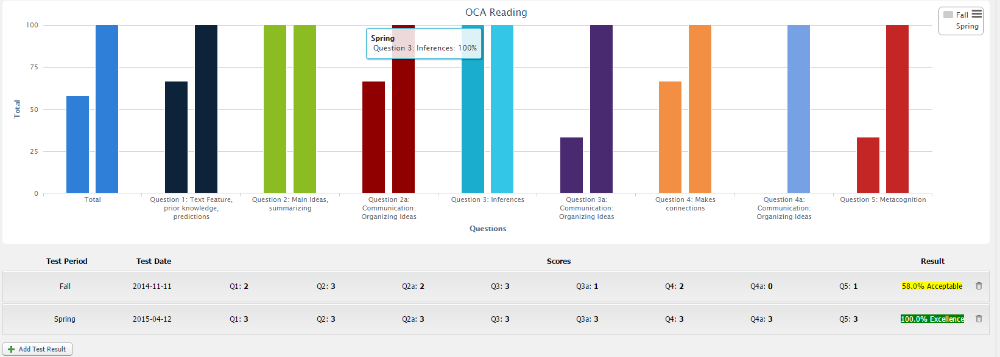 OCA Reading
Fall
Spring
100
75
50
25
0
Total
Spring
Question 3: Inferences: 100%
Total
Question 1: Text Feature,
prior knowledge,
predictions
Question 2: Main Ideas,
summarizing
Question 2a:
Communication:
Organizing Ideas
Question 3: Inferences
Question 3a:
Communication:
Organizing Ideas
Question 4: Makes
connections
Question 4a:
Communication:
Organizing Ideas
Question 5: Metacognition
Questions
Test Period Test Date Scores Result
Fall 2014-11-11 Q1: 2 Q2: 3 Q2a: 2 Q3: 3 Q3a: 1 Q4: 2 Q4a: 0 Q5: 1 58.0% Acceptable
Spring 2015-04-12 Q1: 3 Q2: 3 Q2a: 3 Q3: 3 Q3a: 3 Q4: 3 Q4a: 3 Q5: 3 100.0% Excellence
Add Test Result